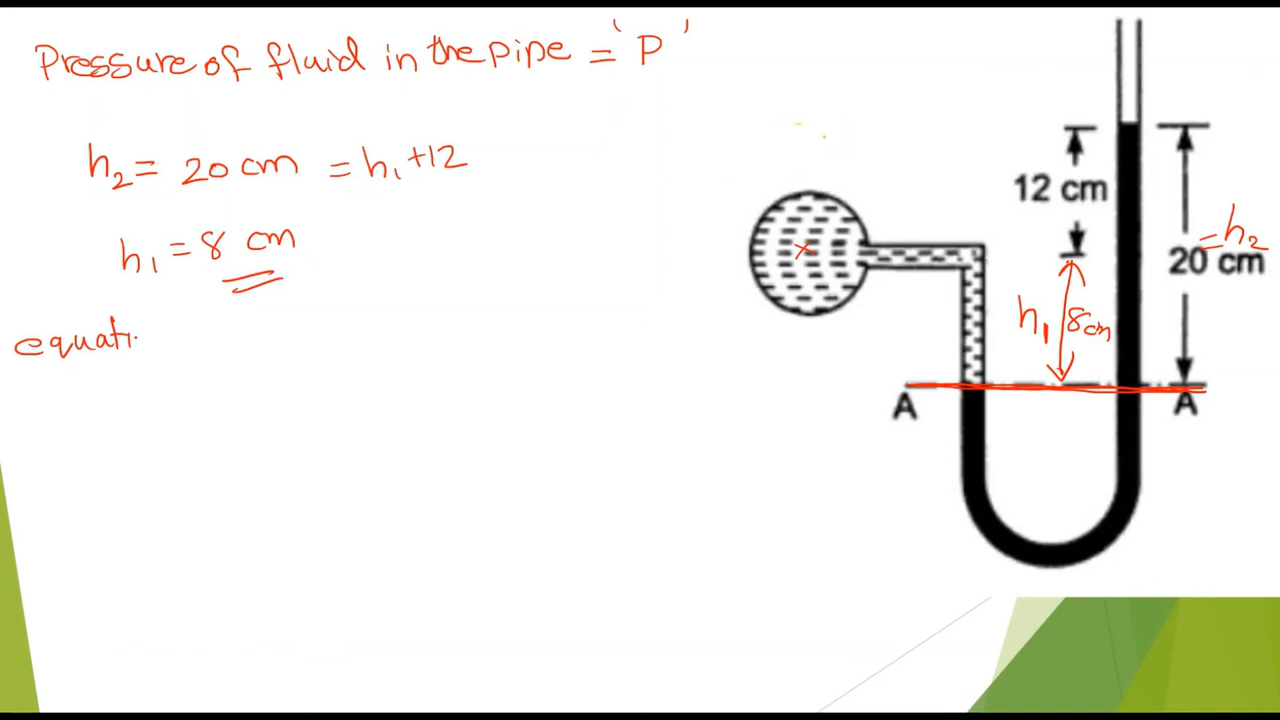 Pressure of fluid in the pipe = 'P'
h₂ = 20 cm = h₁ + 12
h₁ = 8 cm
equati
12 cm
= h₂
20 cm
h₁ 8cm
A
A